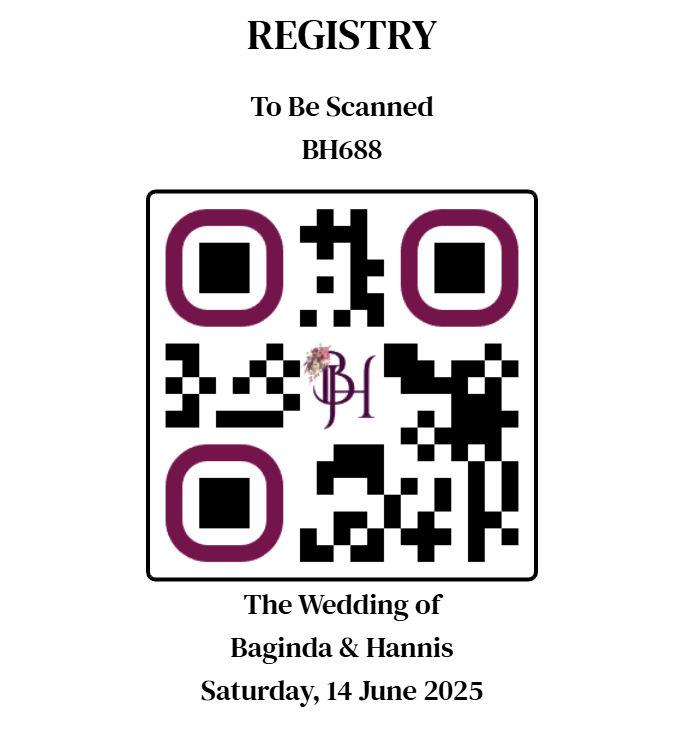 REGISTRY
To Be Scanned
BH688
BH
The Wedding of
Baginda & Hannis
Saturday, 14 June 2025